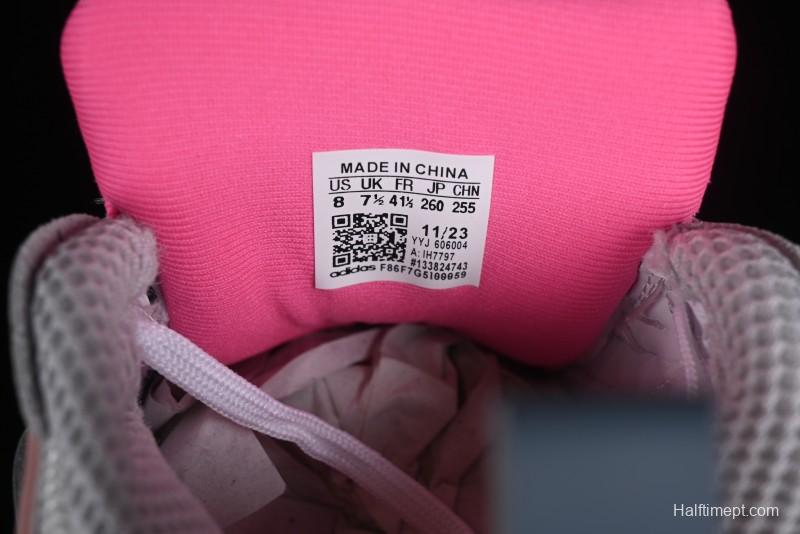 MADE IN CHINA
US UK FR JP CHN
8 7½ 41½ 260 255
11/23
YYJ 606004
A: IH7797
#133824743
adidas F86F7G5100059
Halftimept.com